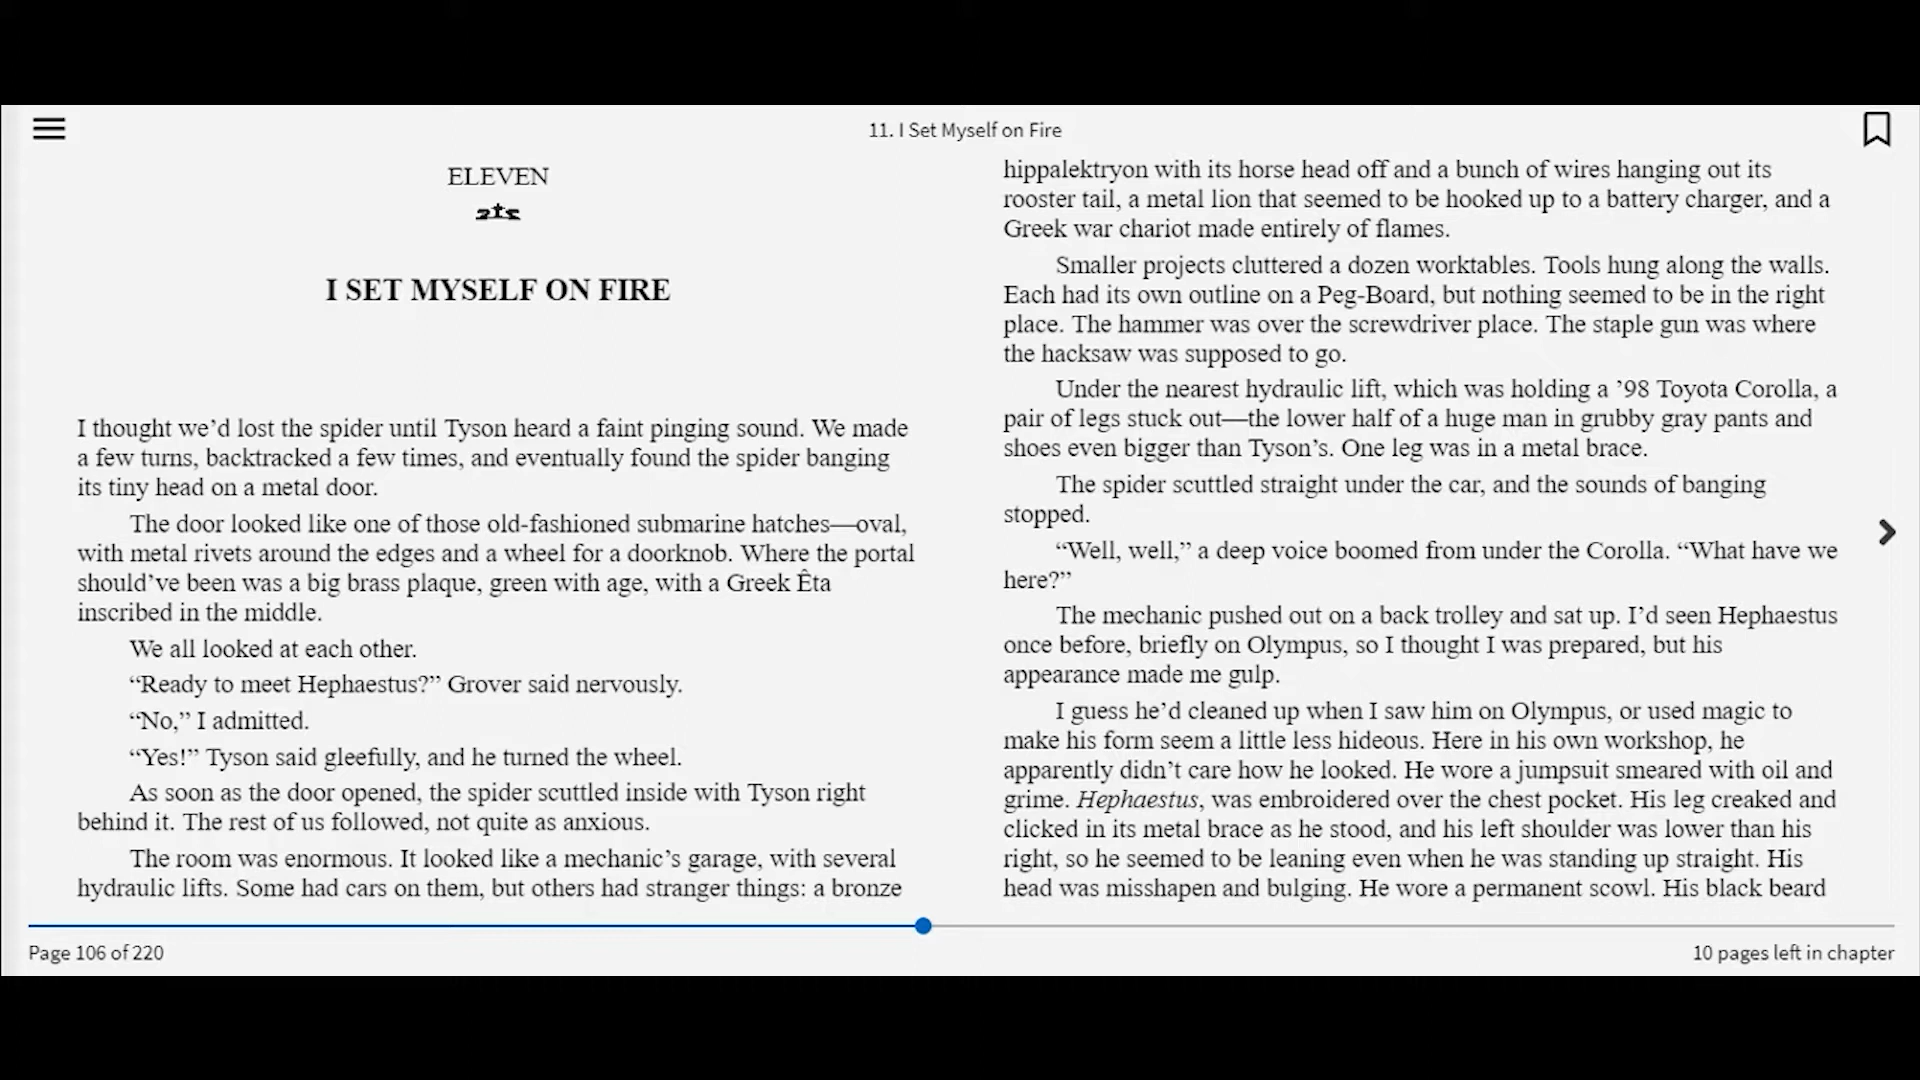 11. I Set Myself on Fire
ELEVEN
I SET MYSELF ON FIRE
I thought we’d lost the spider until Tyson heard a faint pinging sound. We made
a few turns, backtracked a few times, and eventually found the spider banging
its tiny head on a metal door.
The door looked like one of those old-fashioned submarine hatches—oval,
with metal rivets around the edges and a wheel for a doorknob. Where the portal
should’ve been was a big brass plaque, green with age, with a Greek Êta
inscribed in the middle.
We all looked at each other.
“Ready to meet Hephaestus?” Grover said nervously.
“No,” I admitted.
“Yes!” Tyson said gleefully, and he turned the wheel.
As soon as the door opened, the spider scuttled inside with Tyson right
behind it. The rest of us followed, not quite as anxious.
The room was enormous. It looked like a mechanic’s garage, with several
hydraulic lifts. Some had cars on them, but others had stranger things: a bronze
hippalektryon with its horse head off and a bunch of wires hanging out its
rooster tail, a metal lion that seemed to be hooked up to a battery charger, and a
Greek war chariot made entirely of flames.
Smaller projects cluttered a dozen worktables. Tools hung along the walls.
Each had its own outline on a Peg-Board, but nothing seemed to be in the right
place. The hammer was over the screwdriver place. The staple gun was where
the hacksaw was supposed to go.
Under the nearest hydraulic lift, which was holding a ’98 Toyota Corolla, a
pair of legs stuck out—the lower half of a huge man in grubby gray pants and
shoes even bigger than Tyson’s. One leg was in a metal brace.
The spider scuttled straight under the car, and the sounds of banging
stopped.
“Well, well,” a deep voice boomed from under the Corolla. “What have we
here?”
The mechanic pushed out on a back trolley and sat up. I’d seen Hephaestus
once before, briefly on Olympus, so I thought I was prepared, but his
appearance made me gulp.
I guess he’d cleaned up when I saw him on Olympus, or used magic to
make his form seem a little less hideous. Here in his own workshop, he
apparently didn’t care how he looked. He wore a jumpsuit smeared with oil and
grime. Hephaestus, was embroidered over the chest pocket. His leg creaked and
clicked in its metal brace as he stood, and his left shoulder was lower than his
right, so he seemed to be leaning even when he was standing up straight. His
head was misshapen and bulging. He wore a permanent scowl. His black beard
Page 106 of 220
10 pages left in chapter